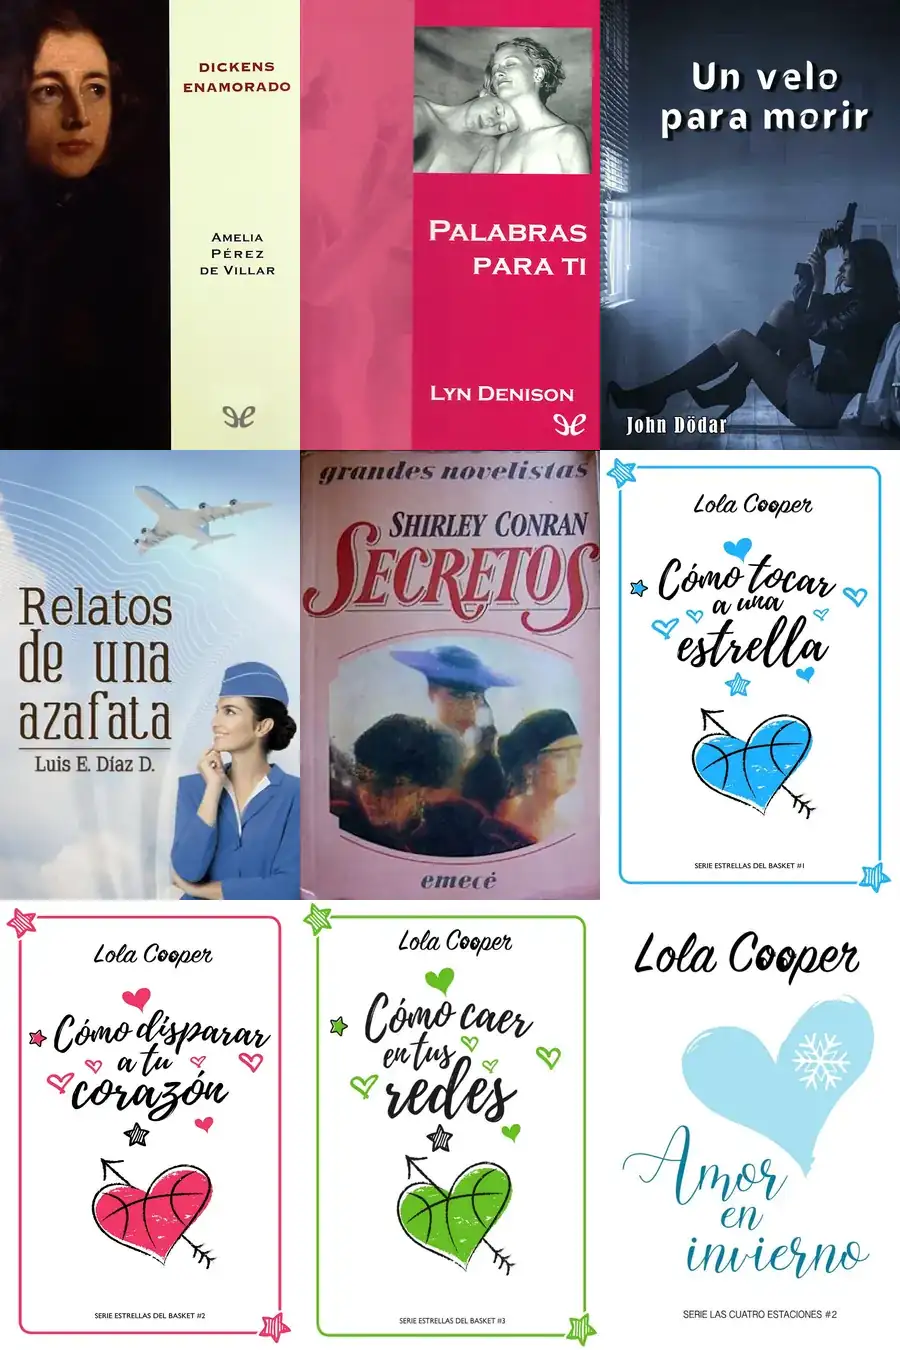 DICKENS
ENAMORADO
AMELIA
PÉREZ
DE VILLAR
PALABRAS
PARA TI
LYN DENISON
Un velo
para morir
John Dödar
Relatos
de una
azafata
Luis E. Díaz D.
grandes novelistas
SHIRLEY CONRAN
SECRETOS
emecé
Lola Cooper
Cómo tocar
a una
estrella
SERIE ESTRELLAS DEL BASKET #1
Lola Cooper
Cómo disparar
a tu
corazón
SERIE ESTRELLAS DEL BASKET #2
Lola Cooper
Cómo caer
en tus
redes
SERIE ESTRELLAS DEL BASKET #3
Lola Cooper
Amor
en
invierno
SERIE LAS CUATRO ESTACIONES #2